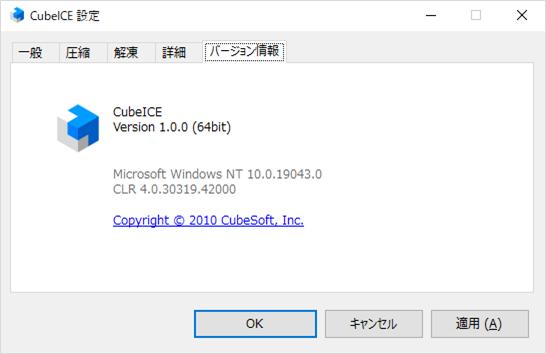 CubeICE 設定
一般 圧縮 解凍 詳細 バージョン情報
CubeICE
Version 1.0.0 (64bit)
Microsoft Windows NT 10.0.19043.0
CLR 4.0.30319.42000
Copyright © 2010 CubeSoft, Inc.
OK キャンセル 適用 (A)